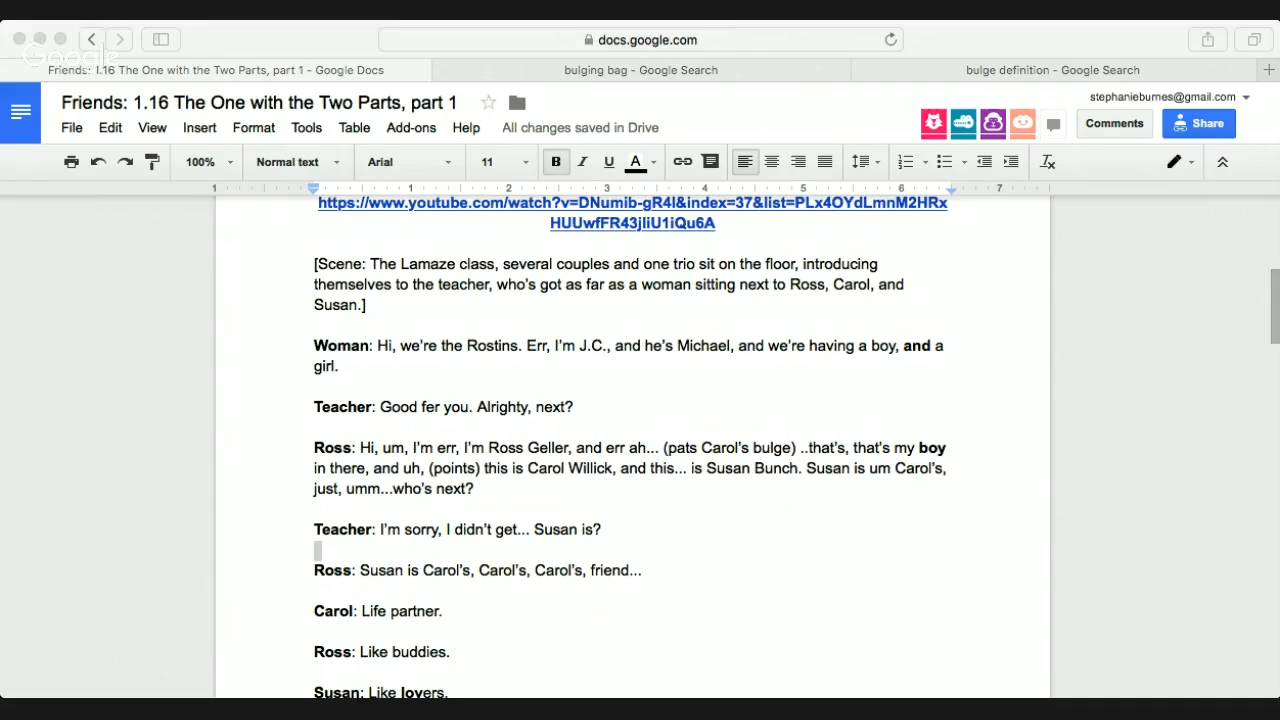 docs.google.com
Google
Friends: 1.16 The One with the Two Parts, part 1 - Google Docs
bulging bag - Google Search
bulge definition - Google Search
Friends: 1.16 The One with the Two Parts, part 1
stephanieburnes@gmail.com
File Edit View Insert Format Tools Table Add-ons Help All changes saved in Drive
Comments
Share
100% Normal text Arial 11 B I U A
1 1 2 3 4 5 6 7
https://www.youtube.com/watch?v=DNumib-gR4I&index=37&list=PLx4OYdLmnM2HRx
HUUwfFR43jIiU1iQu6A
[Scene: The Lamaze class, several couples and one trio sit on the floor, introducing
themselves to the teacher, who's got as far as a woman sitting next to Ross, Carol, and
Susan.]
Woman: Hi, we're the Rostins. Err, I'm J.C., and he's Michael, and we're having a boy, and a
girl.
Teacher: Good fer you. Alrighty, next?
Ross: Hi, um, I'm err, I'm Ross Geller, and err ah... (pats Carol's bulge) ..that's, that's my boy
in there, and uh, (points) this is Carol Willick, and this... is Susan Bunch. Susan is um Carol's,
just, umm...who's next?
Teacher: I'm sorry, I didn't get... Susan is?
Ross: Susan is Carol's, Carol's, Carol's, friend...
Carol: Life partner.
Ross: Like buddies.
Susan: Like lovers.